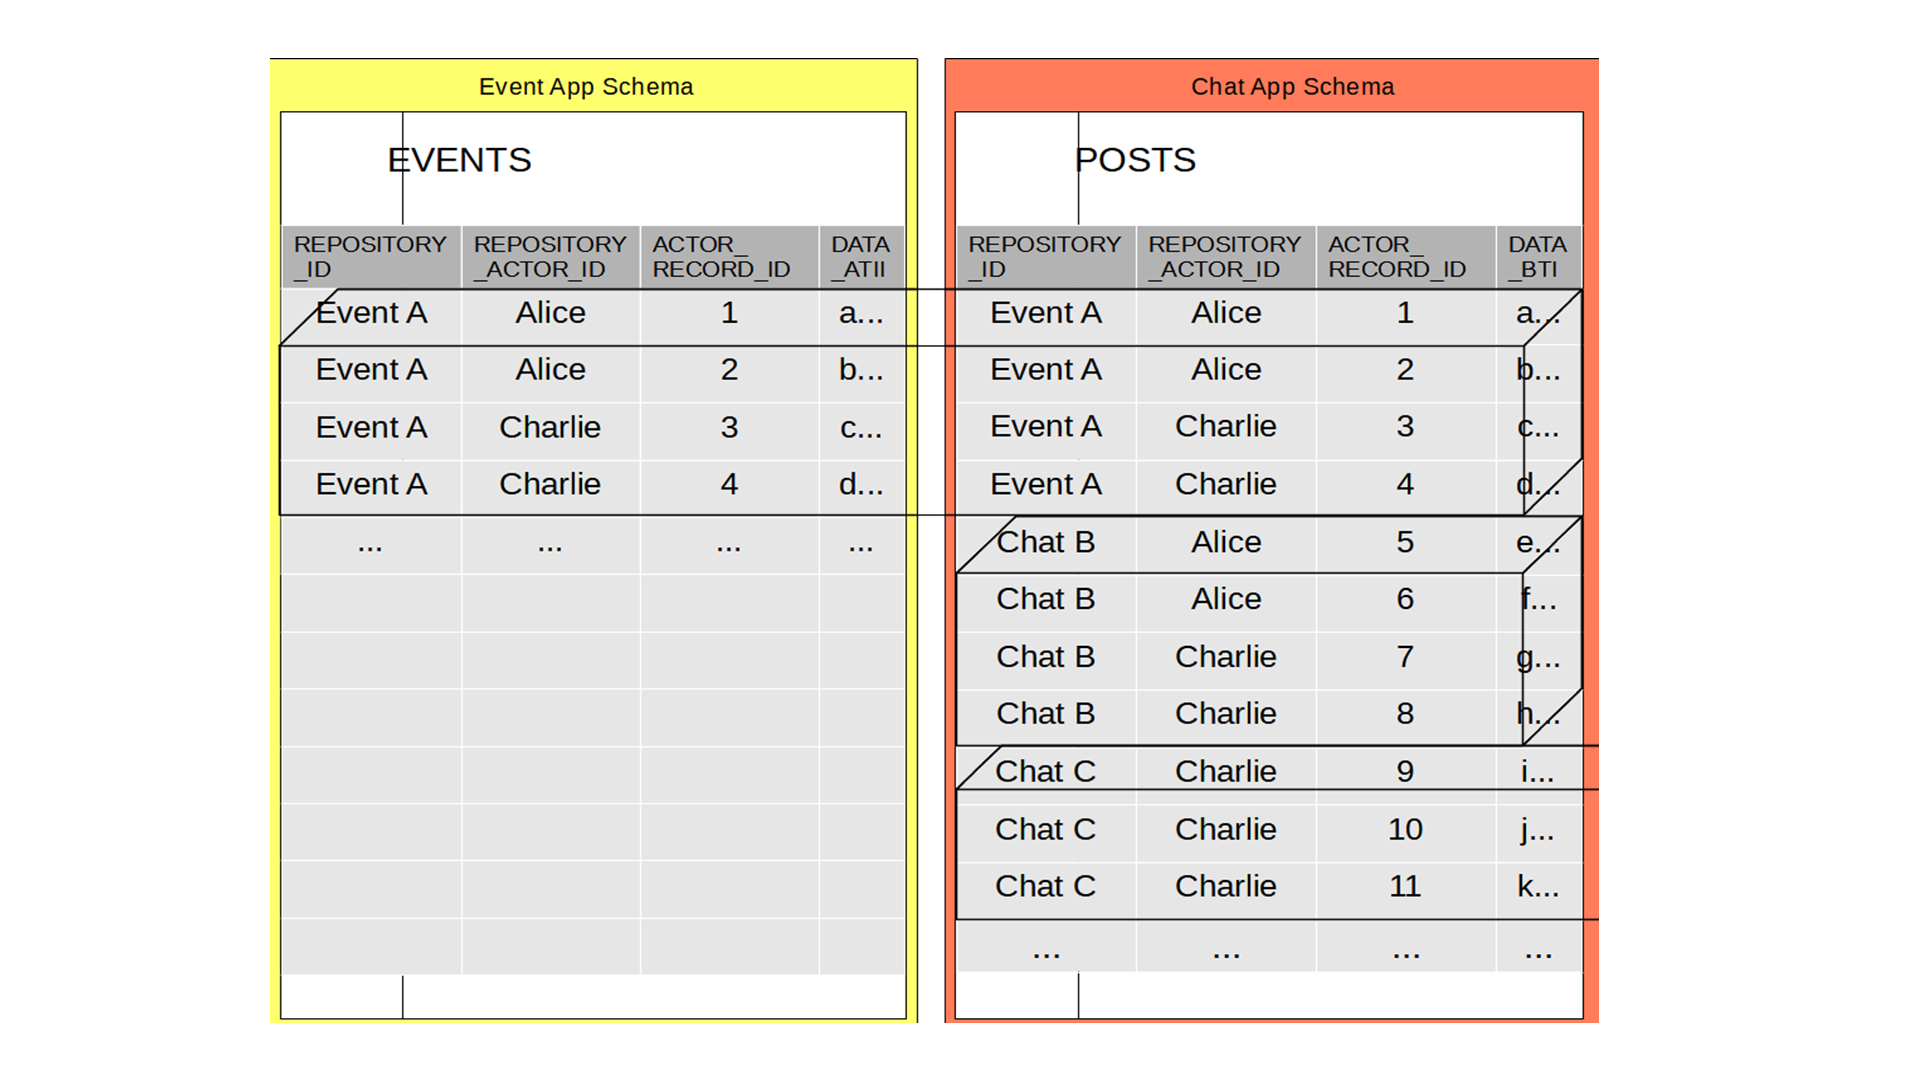 Event App Schema
EVENTS
REPOSITORY _ID REPOSITORY _ACTOR_ID ACTOR_ RECORD_ID DATA _ATII
Event A Alice 1 a...
Event A Alice 2 b...
Event A Charlie 3 c...
Event A Charlie 4 d...
... ... ... ...
Chat App Schema
POSTS
REPOSITORY _ID REPOSITORY _ACTOR_ID ACTOR_ RECORD_ID DATA _BTI
Event A Alice 1 a...
Event A Alice 2 b...
Event A Charlie 3 c...
Event A Charlie 4 d...
Chat B Alice 5 e...
Chat B Alice 6 f...
Chat B Charlie 7 g...
Chat B Charlie 8 h...
Chat C Charlie 9 i...
Chat C Charlie 10 j...
Chat C Charlie 11 k...
... ... ... ...